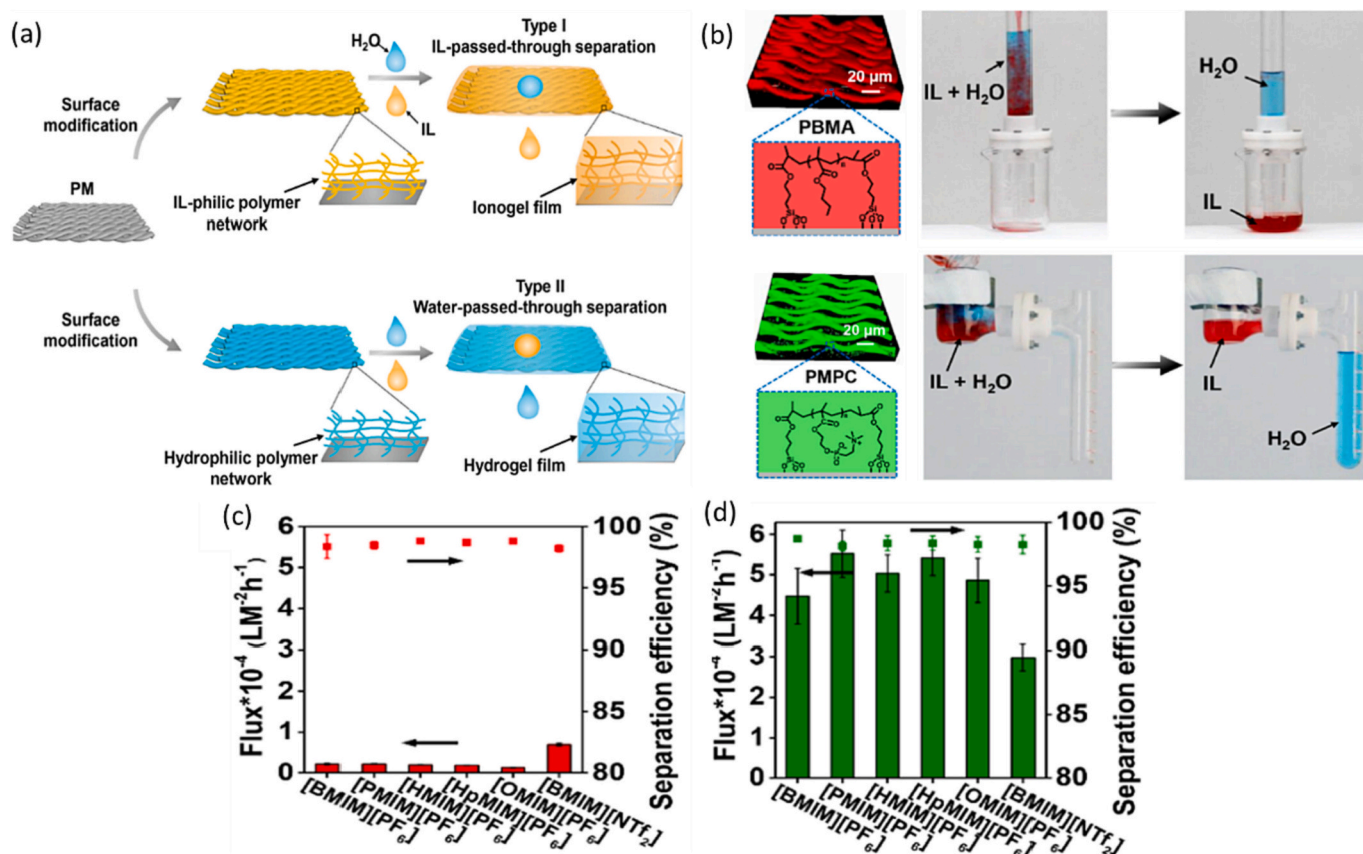 (a)
Surface
modification
PM
Surface
modification
H₂O
IL
IL-philic polymer
network
Type I
IL-passed-through separation
Ionogel film
Hydrophilic polymer
network
Type II
Water-passed-through separation
Hydrogel film
(b)
20 μm
PBMA
IL + H₂O
H₂O
IL
20 μm
PMPC
IL + H₂O
IL
H₂O
(c)
Flux*10⁻⁴ (LM⁻²h⁻¹)
6
5
4
3
2
1
0
100
95
90
85
80
Separation efficiency (%)
[BMIM][PF₆]
[PMIM][PF₆]
[HMIM][PF₆]
[HpMIM][PF₆]
[OMIM][PF₆]
[BMIM][NTf₂]
(d)
Flux*10⁻⁴ (LM⁻²h⁻¹)
6
5
4
3
2
1
0
100
95
90
85
80
Separation efficiency (%)
[BMIM][PF₆]
[PMIM][PF₆]
[HMIM][PF₆]
[HpMIM][PF₆]
[OMIM][PF₆]
[BMIM][NTf₂]